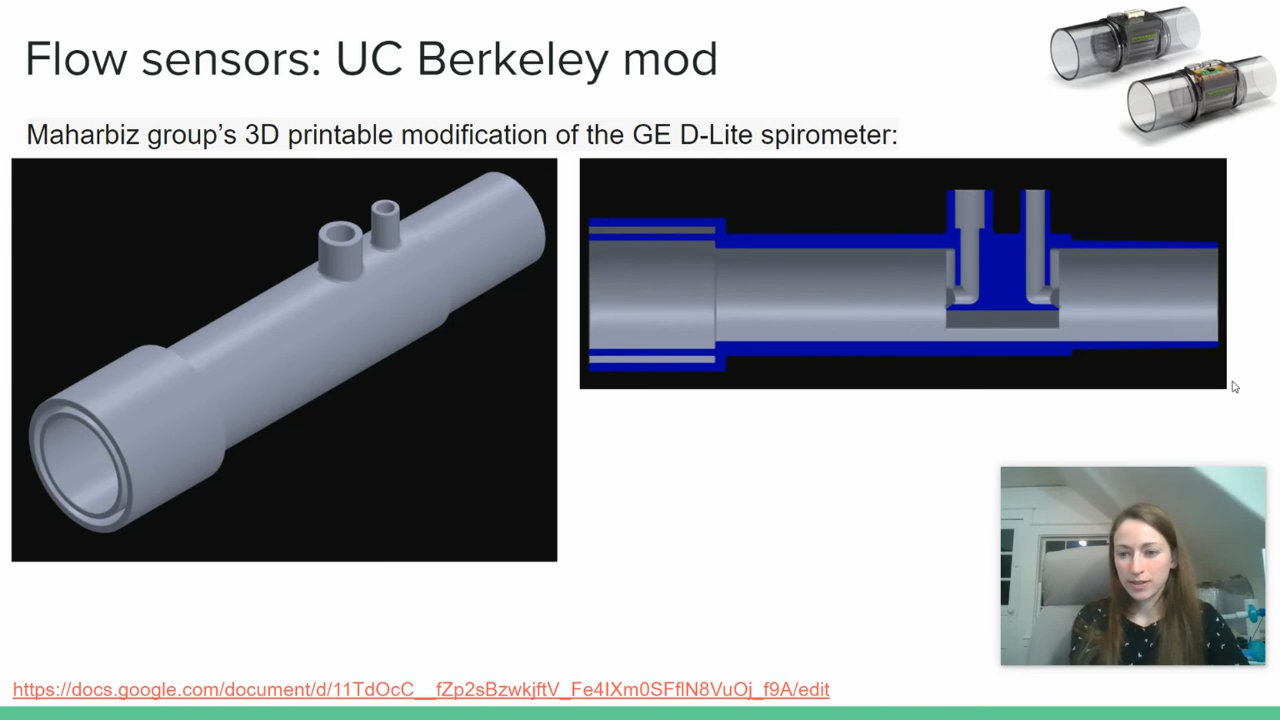 Flow sensors: UC Berkeley mod
Maharbiz group's 3D printable modification of the GE D-Lite spirometer:
https://docs.google.com/document/d/11TdOcC__fZp2sBzwkjftV_Fe4IXm0SFflN8VuOj_f9A/edit